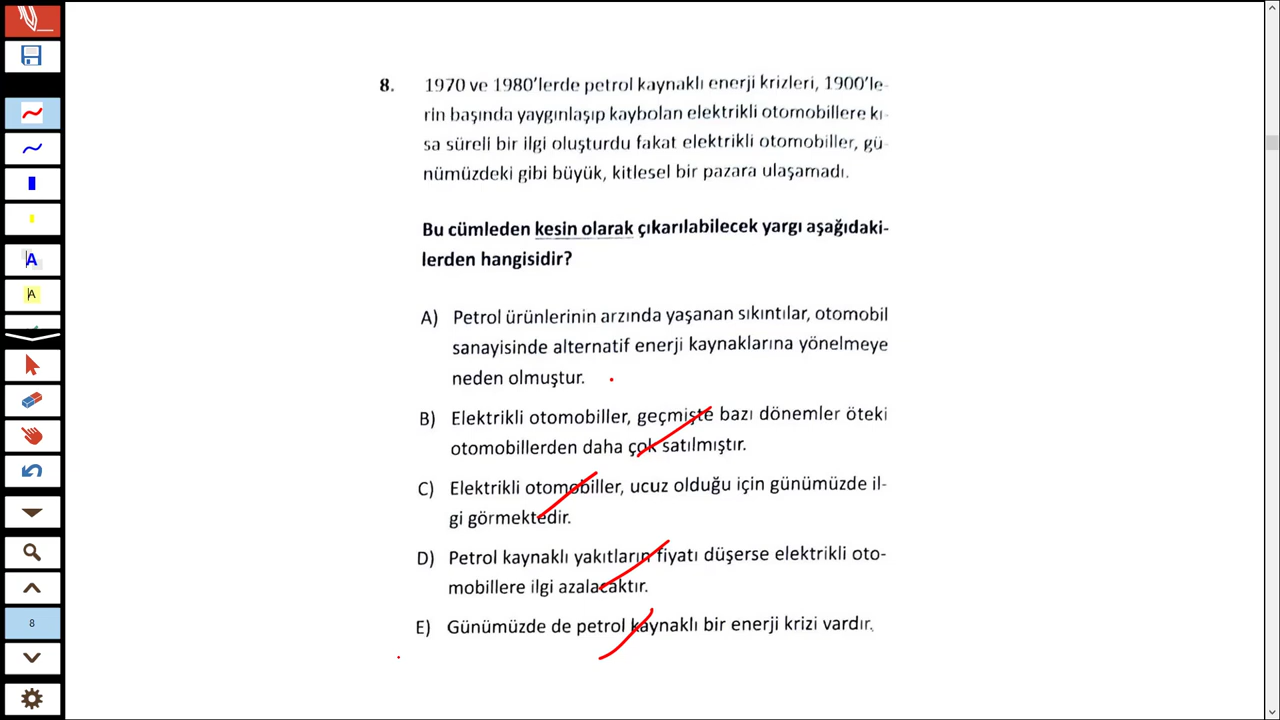 8. 1970 ve 1980'lerde petrol kaynaklı enerji krizleri, 1900'le-
rin başında yaygınlaşıp kaybolan elektrikli otomobillere kı-
sa süreli bir ilgi oluşturdu fakat elektrikli otomobiller, gü-
nümüzdeki gibi büyük, kitlesel bir pazara ulaşamadı.
Bu cümleden kesin olarak çıkarılabilecek yargı aşağıdaki-
lerden hangisidir?
A) Petrol ürünlerinin arzında yaşanan sıkıntılar, otomobil
sanayisinde alternatif enerji kaynaklarına yönelmeye
neden olmuştur.
B) Elektrikli otomobiller, geçmişte bazı dönemler öteki
otomobillerden daha çok satılmıştır.
C) Elektrikli otomobiller, ucuz olduğu için günümüzde il-
gi görmektedir.
D) Petrol kaynaklı yakıtların fiyatı düşerse elektrikli oto-
mobillere ilgi azalacaktır.
E) Günümüzde de petrol kaynaklı bir enerji krizi vardır.
A
A
8